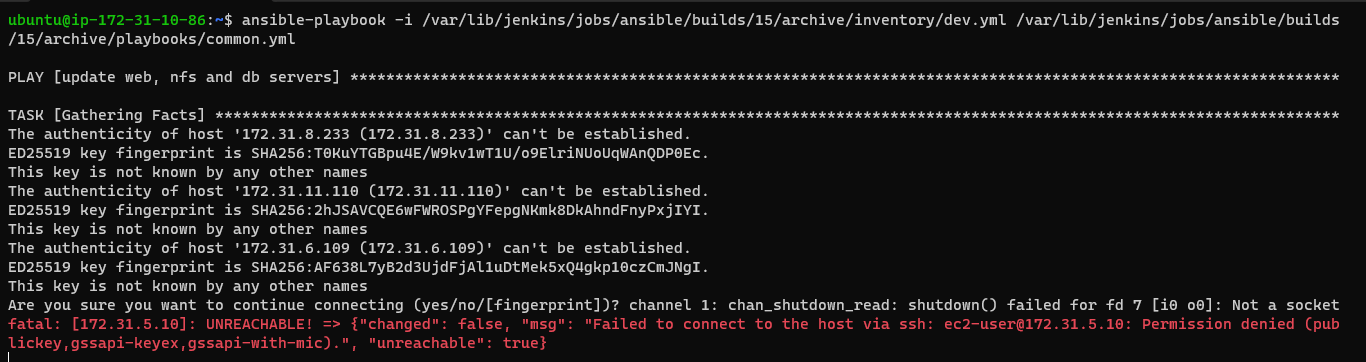 ubuntu@ip-172-31-10-86:~$ ansible-playbook -i /var/lib/jenkins/jobs/ansible/builds/15/archive/inventory/dev.yml /var/lib/jenkins/jobs/ansible/builds
/15/archive/playbooks/common.yml
PLAY [update web, nfs and db servers] **************************************************************************************************************
TASK [Gathering Facts] *****************************************************************************************************************************
The authenticity of host '172.31.8.233 (172.31.8.233)' can't be established.
ED25519 key fingerprint is SHA256:T0KuYTGBpu4E/W9kv1wT1U/o9ElriNUoUqWAnQDP0Ec.
This key is not known by any other names
The authenticity of host '172.31.11.110 (172.31.11.110)' can't be established.
ED25519 key fingerprint is SHA256:2hJSAVCQE6wFWROSPgYFepgNKmk8DkAhndFnyPxjIYI.
This key is not known by any other names
The authenticity of host '172.31.6.109 (172.31.6.109)' can't be established.
ED25519 key fingerprint is SHA256:AF638L7yB2d3UjdFjAl1uDtMek5xQ4gkp10czCmJNgI.
This key is not known by any other names
Are you sure you want to continue connecting (yes/no/[fingerprint])? channel 1: chan_shutdown_read: shutdown() failed for fd 7 [i0 o0]: Not a socket
fatal: [172.31.5.10]: UNREACHABLE! => {"changed": false, "msg": "Failed to connect to the host via ssh: ec2-user@172.31.5.10: Permission denied (pub
lickey,gssapi-keyex,gssapi-with-mic).", "unreachable": true}